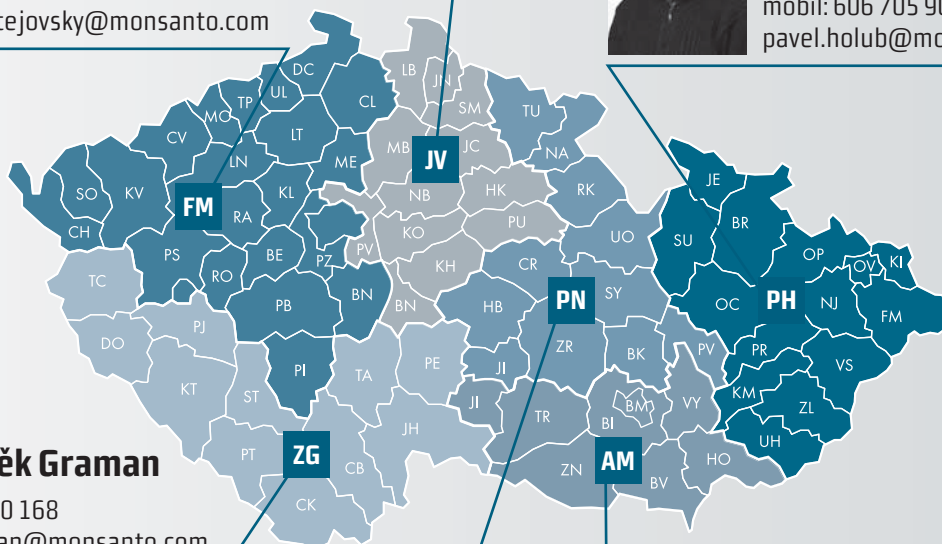 cejovsky@monsanto.com
mobil: 606 705 90
pavel.holub@mo
DC
LB
JN
UL
TP
MO
CL
SM
TU
CV
LT
MB
JC
NA
LN
ME
JV
SO
KV
KL
NB
HK
RK
JE
FM
RA
PU
BR
CH
KO
UO
SU
PS
BE
PZ
PV
OP
OV
KI
RO
KH
CR
TC
PB
BN
BN
HB
PN
SY
OC
PH
NJ
FM
PJ
DO
ZR
BK
PV
PR
VS
KT
PI
TA
PE
JI
ST
JI
KM
ZL
TR
BM
VY
BI
JH
UH
PT
ZG
CB
ZN
AM
HO
BV
CK
ěk Graman
0 168
an@monsanto.com